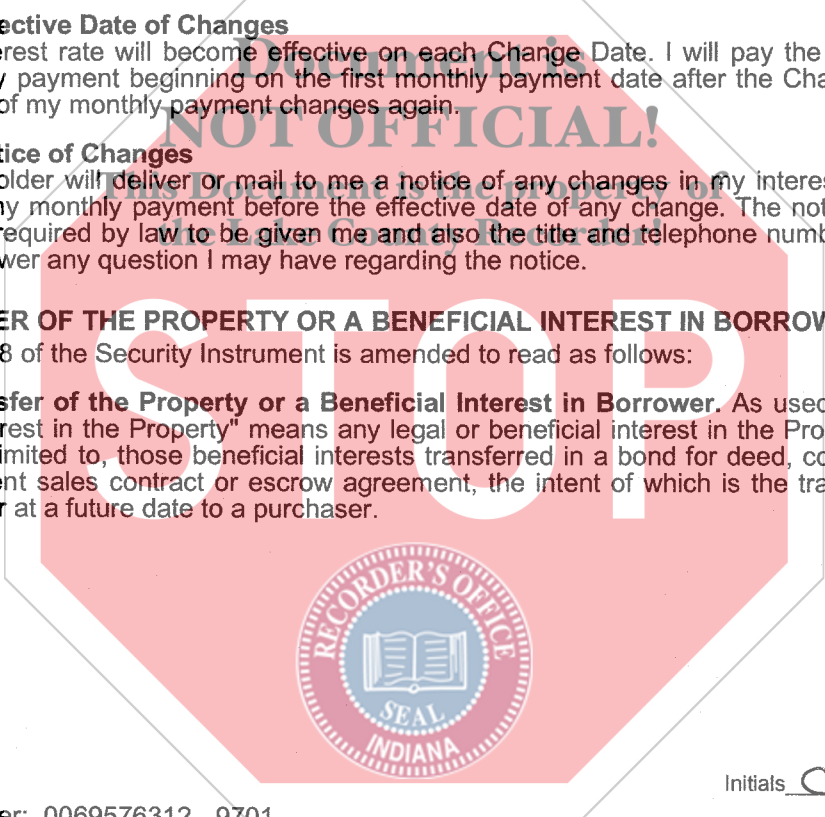 ective Date of Changes
erest rate will become effective on each Change Date. I will pay the
y payment beginning on the first monthly payment date after the Cha
of my monthly payment changes again.
tice of Changes
older will deliver or mail to me a notice of any changes in my interes
ny monthly payment before the effective date of any change. The not
required by law to be given me and also the title and telephone numb
wer any question I may have regarding the notice.
ER OF THE PROPERTY OR A BENEFICIAL INTEREST IN BORROW
8 of the Security Instrument is amended to read as follows:
sfer of the Property or a Beneficial Interest in Borrower. As used
rest in the Property" means any legal or beneficial interest in the Pro
imited to, those beneficial interests transferred in a bond for deed, co
ent sales contract or escrow agreement, the intent of which is the tra
r at a future date to a purchaser.
Document is
NOT OFFICIAL!
This Document is the property of
the Lake County Recorder!
STOP
RECORDER'S OFFICE
SEAL
INDIANA
Initials
er: 0069576312 - 9701